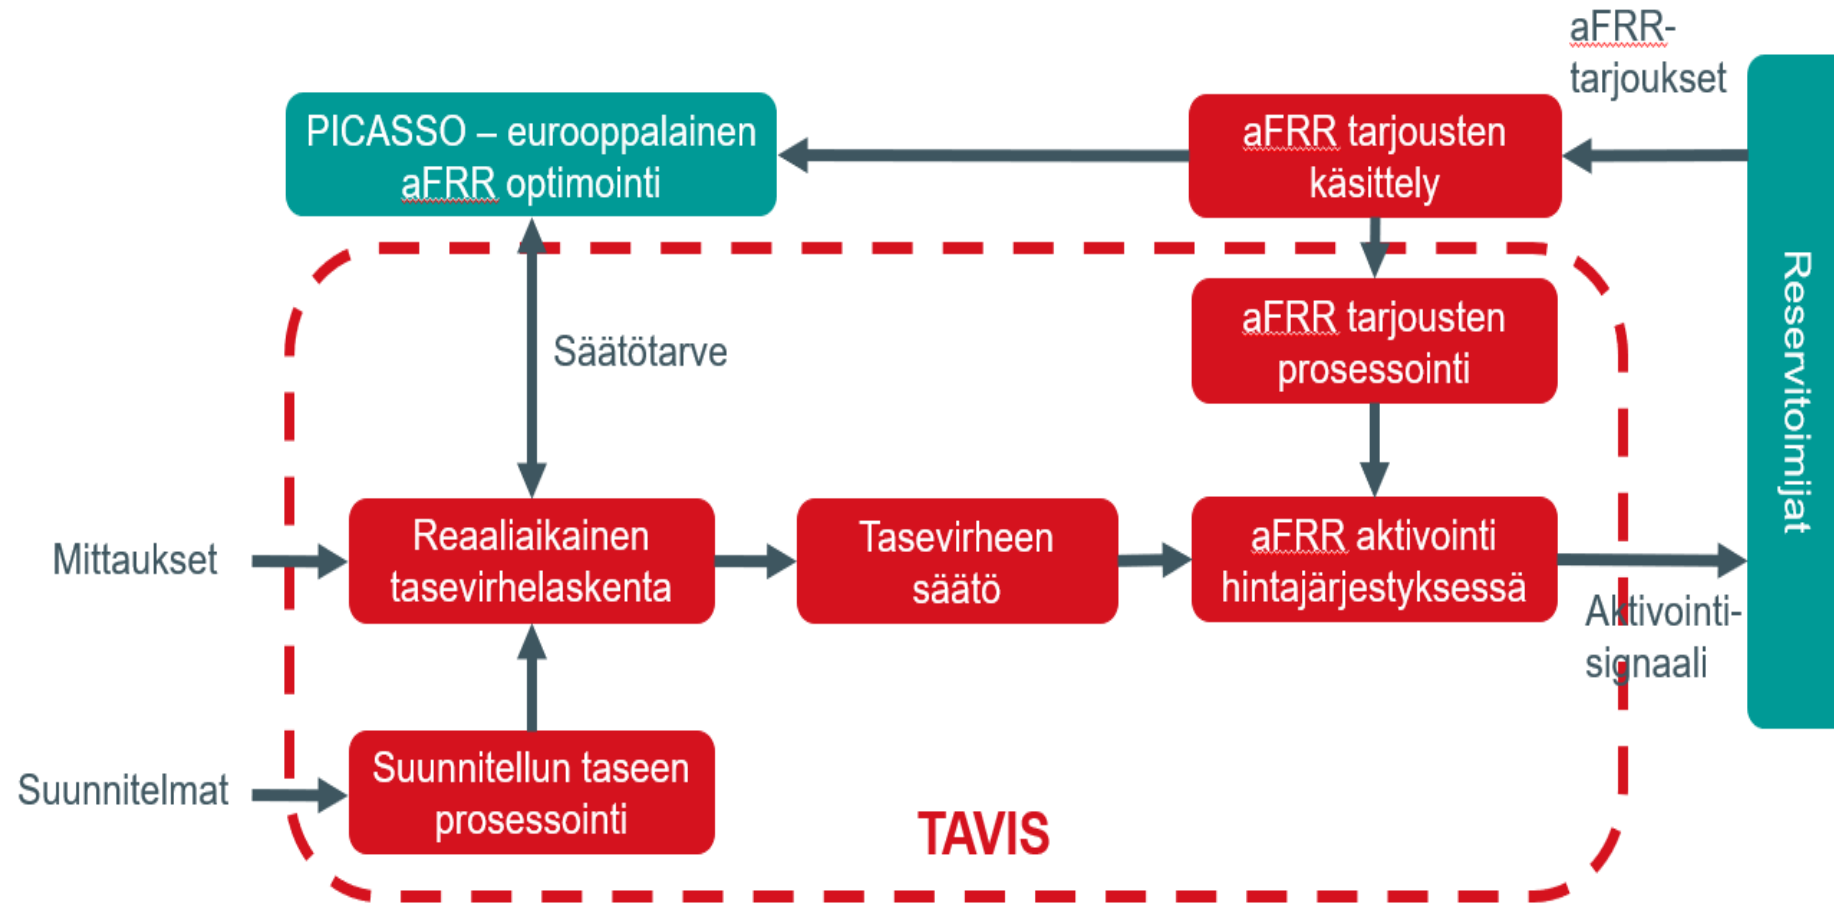 aFRR-
tarjoukset
PICASSO – eurooppalainen
aFRR optimointi
aFRR tarjousten
käsittely
Reservitoimijat
aFRR tarjousten
prosessointi
Säätötarve
Mittaukset
Reaaliaikainen
tasevirhelaskenta
Tasevirheen
säätö
aFRR aktivointi
hintajärjestyksessä
Aktivointi-
signaali
Suunnitelmat
Suunnitellun taseen
prosessointi
TAVIS